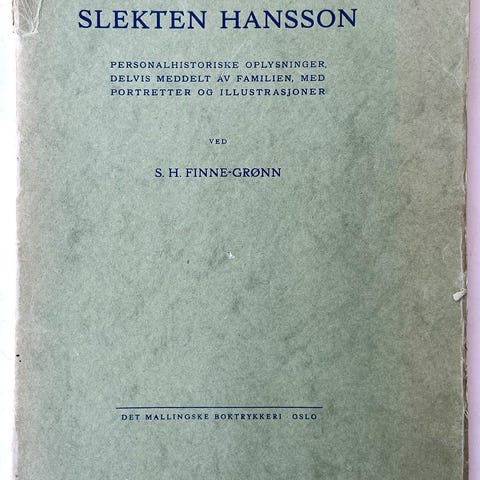 SLEKTEN HANSSON
PERSONALHISTORISKE OPLYSNINGER,
DELVIS MEDDELT AV FAMILIEN, MED
PORTRETTER OG ILLUSTRASJONER
VED
S. H. FINNE-GRØNN
DET MALLINGSKE BOKTRYKKERI · OSLO